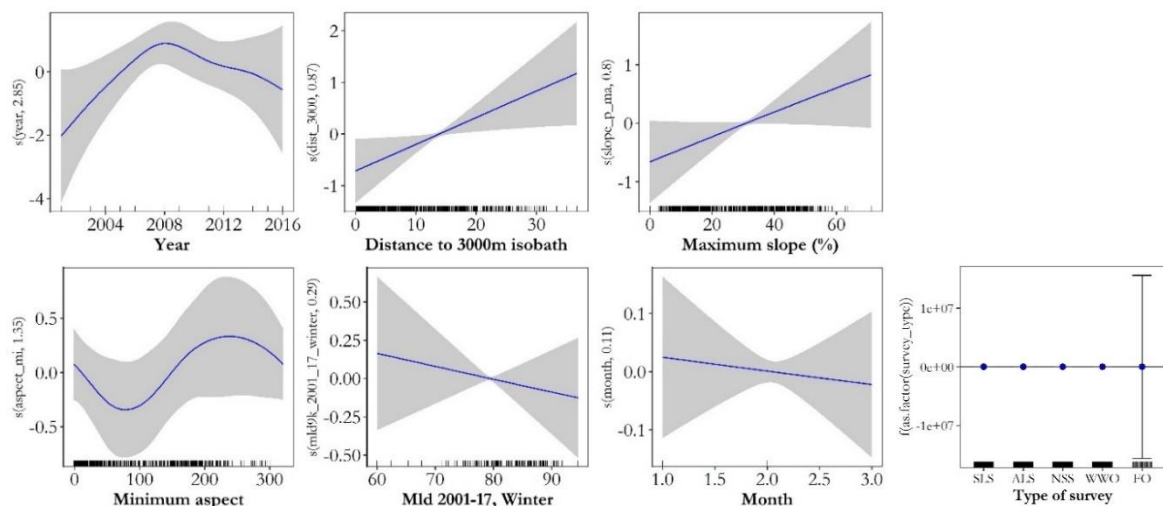 s(year, 2.85)
0
-2
-4
2004 2008 2012 2016
Year
s(dist_3000, 0.87)
2
1
0
-1
0 10 20 30
Distance to 3000m isobath
s(slope_p_ma, 0.8)
1
0
-1
0 20 40 60
Maximum slope (%)
s(aspect_mi, 1.35)
0.5
0.0
-0.5
0 100 200 300
Minimum aspect
s(mld9k_2001_17_winter, 0.29)
0.50
0.25
0.00
-0.25
-0.50
60 70 80 90
Mld 2001-17, Winter
s(month, 0.11)
0.1
0.0
-0.1
1.0 1.5 2.0 2.5 3.0
Month
f(as.factor(survey_type))
1e+07
0e+00
-1e+07
SLS ALS NSS WWO FO
Type of survey